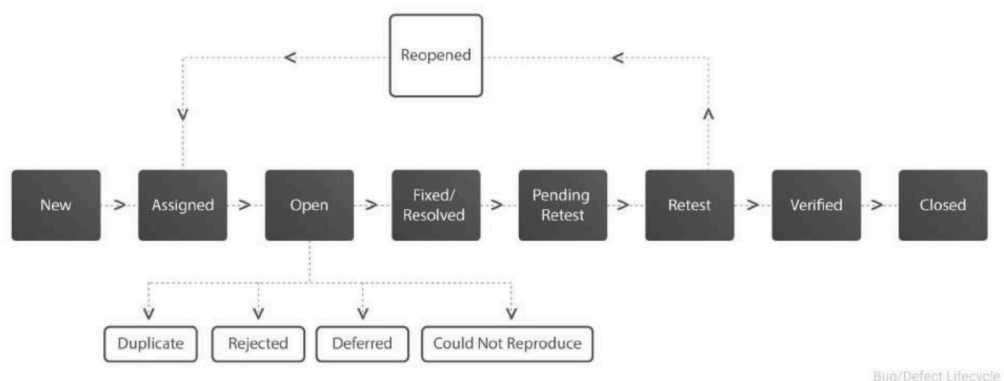 Reopened
New
Assigned
Open
Fixed/
Resolved
Pending
Retest
Retest
Verified
Closed
Duplicate
Rejected
Deferred
Could Not Reproduce
Bug/Defect Lifecycle